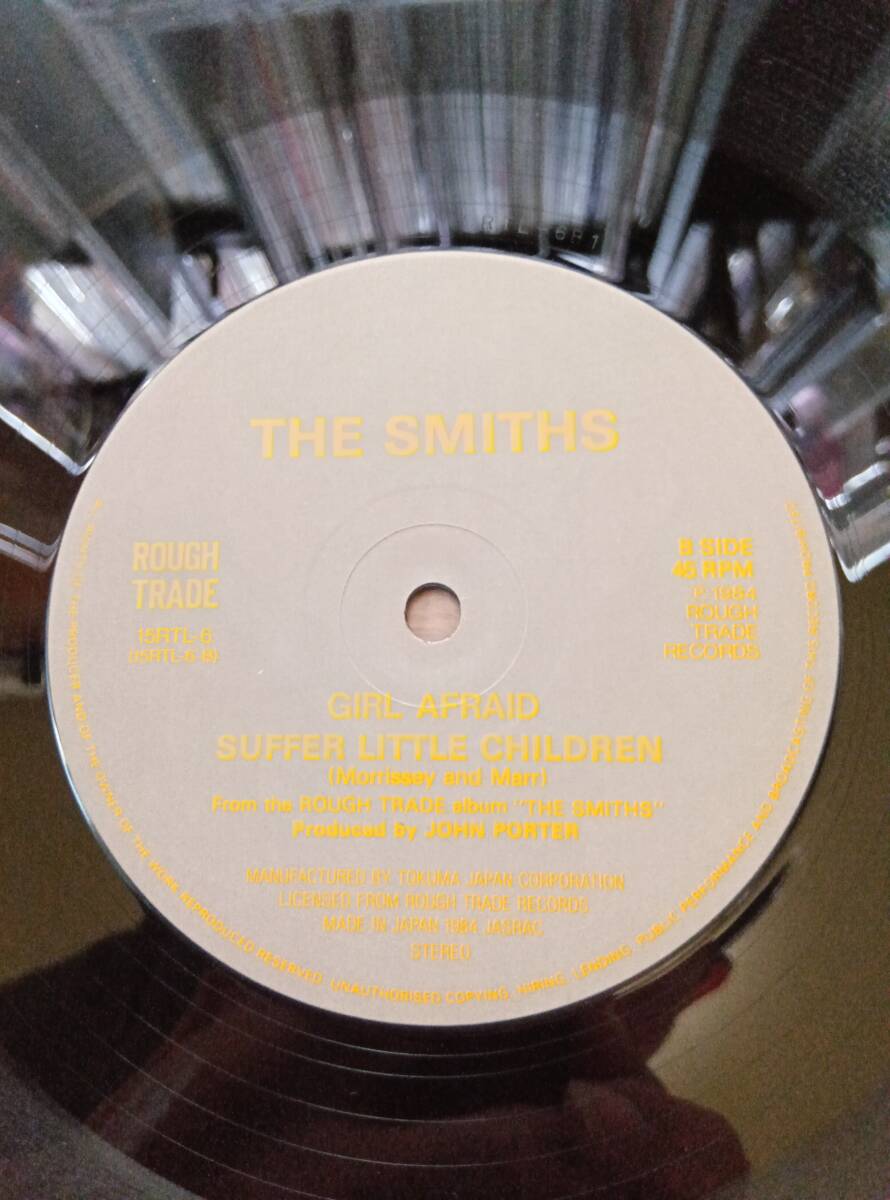 THE SMITHS
ROUGH
TRADE
15RTL-6
(15RTL-6-B)
B SIDE
45 RPM
℗ 1984
ROUGH
TRADE
RECORDS
GIRL AFRAID
SUFFER LITTLE CHILDREN
(Morrissey and Marr)
From the ROUGH TRADE album "THE SMITHS"
Produced by JOHN PORTER
MANUFACTURED BY TOKUMA JAPAN CORPORATION
LICENSED FROM ROUGH TRADE RECORDS
MADE IN JAPAN 1984 JASRAC
STEREO
OF THE PRODUCER AND OF THE OWNER OF THE WORK REPRODUCED RESERVED. UNAUTHORISED COPYING. HIRING. LENDING. PUBLIC PERFORMANCE AND BROADCASTING OF THIS RECORD PROHIBITED